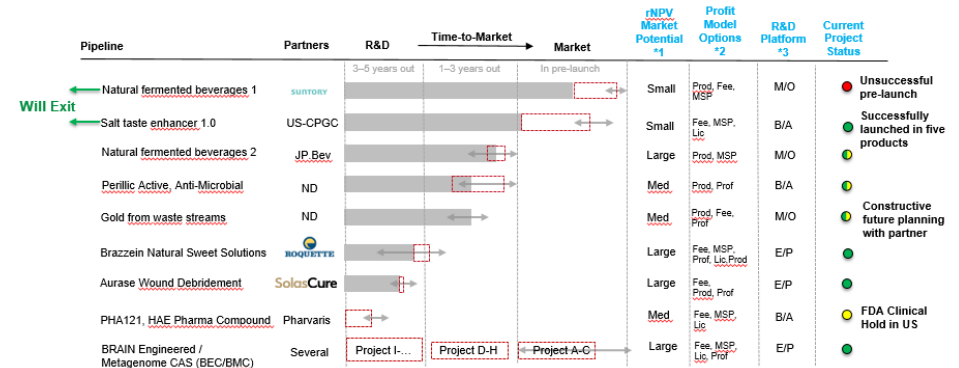 rNPV Market Potential *1
Profit Model Options *2
R&D Platform *3
Current Project Status
Pipeline
Partners
R&D
Time-to-Market
Market
3–5 years out
1–3 years out
In pre-launch
Will Exit
Natural fermented beverages 1
SUNTORY
Small
Prod, Fee, MSP
M/O
Unsuccessful pre-launch
Salt taste enhancer 1.0
US-CPGC
Small
Fee, MSP, Lic
B/A
Successfully launched in five products
Natural fermented beverages 2
JP.Bev
Large
Prod, MSP
M/O
Perillic Active, Anti-Microbial
ND
Med
Prod, Prof
B/A
Gold from waste streams
ND
Med
Prod, Fee, Prof
M/O
Constructive future planning with partner
Brazzein Natural Sweet Solutions
ROQUETTE
Large
Fee, MSP, Prof, Lic,Prod
E/P
Aurase Wound Debridement
SolasCure
Large
Fee, Prod, Prof
E/P
PHA121, HAE Pharma Compound
Pharvaris
Med
Fee, MSP, Lic
B/A
FDA Clinical Hold in US
BRAIN Engineered / Metagenome CAS (BEC/BMC)
Several
Project I-...
Project D-H
Project A-C
Large
Fee, MSP, Lic, Prof
E/P